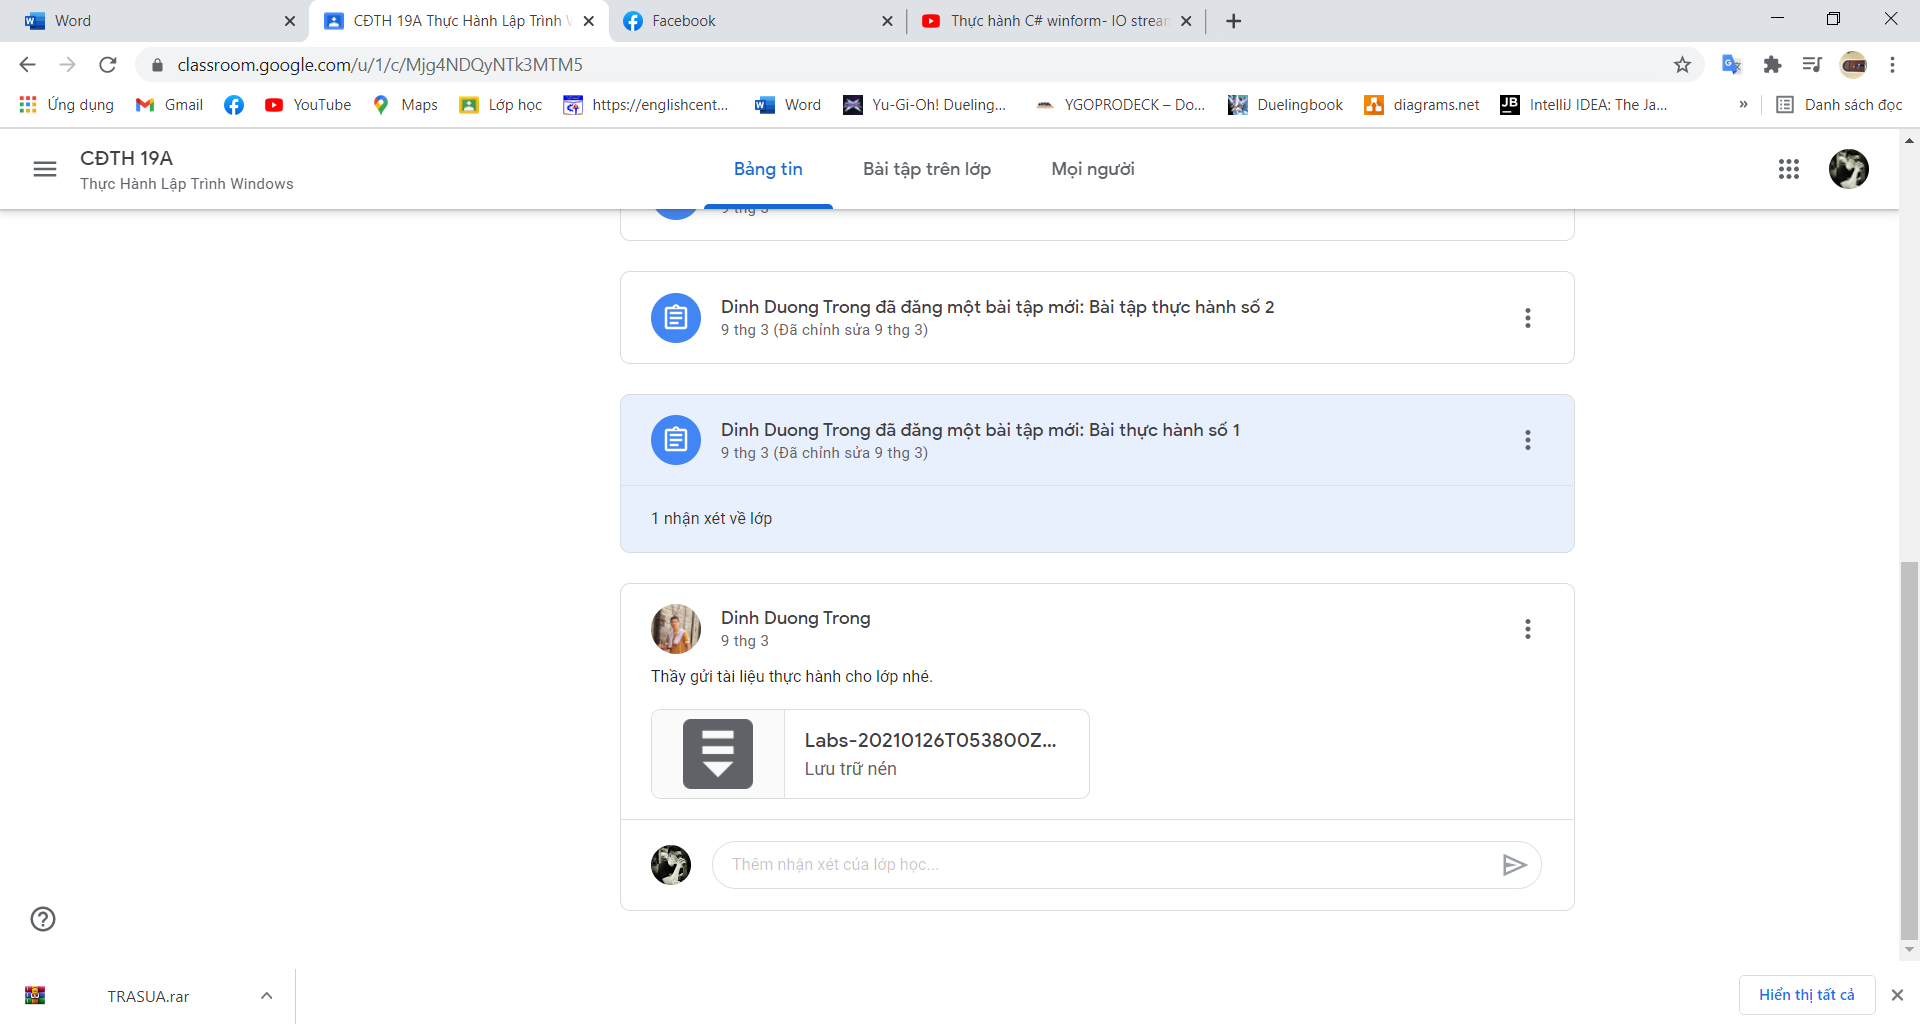 Word
CĐTH 19A Thực Hành Lập Trình W
Facebook
Thực hành C# winform- IO strean
classroom.google.com/u/1/c/Mjg4NDQyNTk3MTM5
Ứng dụng
Gmail
YouTube
Maps
Lớp học
https://englishcent...
Word
Yu-Gi-Oh! Dueling...
YGOPRODECK – Do...
Duelingbook
diagrams.net
IntelliJ IDEA: The Ja...
»
Danh sách đọc
CĐTH 19A
Thực Hành Lập Trình Windows
Bảng tin
Bài tập trên lớp
Mọi người
9 thg 3
Dinh Duong Trong đã đăng một bài tập mới: Bài tập thực hành số 2
9 thg 3 (Đã chỉnh sửa 9 thg 3)
Dinh Duong Trong đã đăng một bài tập mới: Bài thực hành số 1
9 thg 3 (Đã chỉnh sửa 9 thg 3)
1 nhận xét về lớp
Dinh Duong Trong
9 thg 3
Thầy gửi tài liệu thực hành cho lớp nhé.
Labs-20210126T053800Z...
Lưu trữ nén
Thêm nhận xét của lớp học...
TRASUA.rar
Hiển thị tất cả